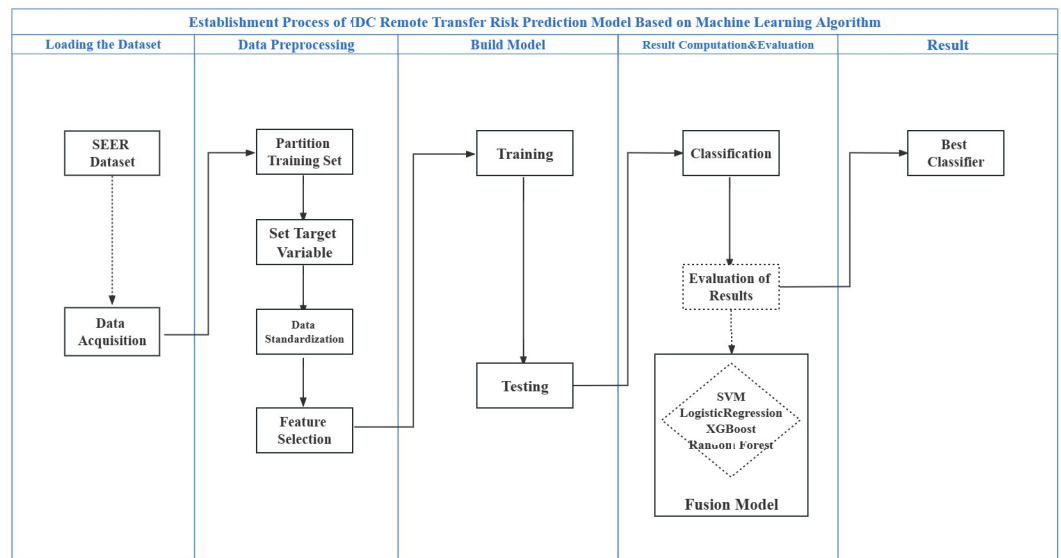 Establishment Process of fDC Remote Transfer Risk Prediction Model Based on Machine Learning Algorithm
Loading the Dataset
Data Preprocessing
Build Model
Result Computation&Evaluation
Result
SEER
Dataset
Data
Acquisition
Partition
Training Set
Set Target
Variable
Data
Standardization
Feature
Selection
Training
Testing
Classification
Evaluation of
Results
SVM
LogisticRegression
XGBoost
Random Forest
Fusion Model
Best
Classifier